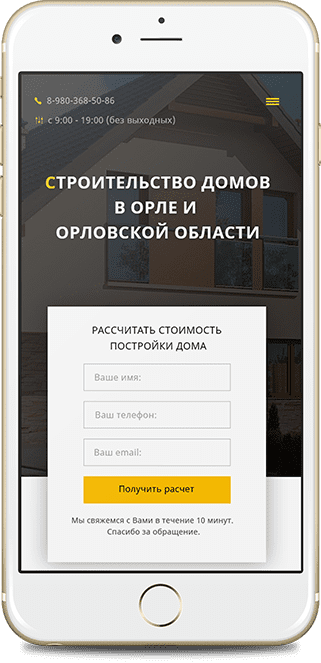 8-980-368-50-86
с 9:00 - 19:00 (без выходных)
СТРОИТЕЛЬСТВО ДОМОВ
В ОРЛЕ И
ОРЛОВСКОЙ ОБЛАСТИ
РАССЧИТАТЬ СТОИМОСТЬ
ПОСТРОЙКИ ДОМА
Ваше имя:
Ваш телефон:
Ваш email:
Получить расчет
Мы свяжемся с Вами в течение 10 минут.
Спасибо за обращение.